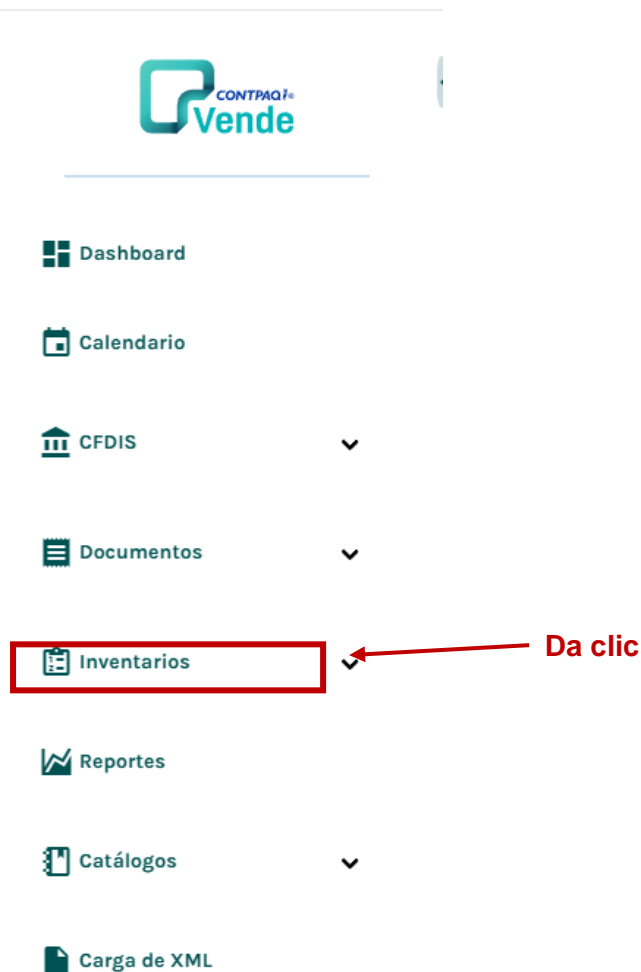 CONTPAQi®
Vende
Dashboard
Calendario
CFDIS
Documentos
Inventarios
Da clic
Reportes
Catálogos
Carga de XML